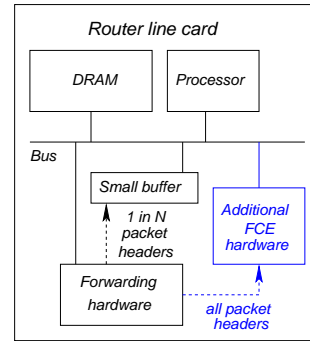 Router line card
DRAM
Processor
Bus
Small buffer
1 in N
packet
headers
Additional
FCE
hardware
Forwarding
hardware
all packet
headers